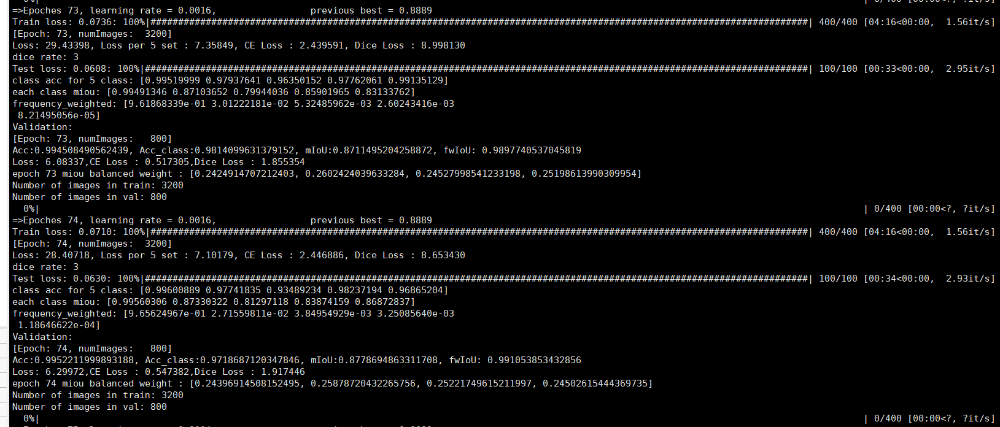 0%| | 0/400 [00:00<?, ?it/s]
=>Epoches 73, learning rate = 0.0016, previous best = 0.8889
Train loss: 0.0736: 100%|#######################################################################################################################| 400/400 [04:16<00:00, 1.56it/s]
[Epoch: 73, numImages: 3200]
Loss: 29.43398, Loss per 5 set : 7.35849, CE Loss : 2.439591, Dice Loss : 8.998130
dice rate: 3
Test loss: 0.0608: 100%|########################################################################################################################| 100/100 [00:33<00:00, 2.95it/s]
class acc for 5 class: [0.99519999 0.97937641 0.96350152 0.97762061 0.99135129]
each class miou: [0.99491346 0.87103652 0.79944036 0.85901965 0.83133762]
frequency_weighted: [9.61868339e-01 3.01222181e-02 5.32485962e-03 2.60243416e-03
8.21495056e-05]
Validation:
[Epoch: 73, numImages: 800]
Acc:0.994508490562439, Acc_class:0.9814099631379152, mIoU:0.8711495204258872, fwIoU: 0.9897740537045819
Loss: 6.08337,CE Loss : 0.517305,Dice Loss : 1.855354
epoch 73 miou balanced weight : [0.2424914707212403, 0.2602424039633284, 0.24527998541233198, 0.25198613990309954]
Number of images in train: 3200
Number of images in val: 800
0%| | 0/400 [00:00<?, ?it/s]
=>Epoches 74, learning rate = 0.0016, previous best = 0.8889
Train loss: 0.0710: 100%|#######################################################################################################################| 400/400 [04:16<00:00, 1.56it/s]
[Epoch: 74, numImages: 3200]
Loss: 28.40718, Loss per 5 set : 7.10179, CE Loss : 2.446886, Dice Loss : 8.653430
dice rate: 3
Test loss: 0.0630: 100%|########################################################################################################################| 100/100 [00:34<00:00, 2.93it/s]
class acc for 5 class: [0.99600889 0.97741835 0.93489234 0.98237194 0.96865204]
each class miou: [0.99560306 0.87330322 0.81297118 0.83874159 0.86872837]
frequency_weighted: [9.65624967e-01 2.71559811e-02 3.84954929e-03 3.25085640e-03
1.18646622e-04]
Validation:
[Epoch: 74, numImages: 800]
Acc:0.9952211999893188, Acc_class:0.9718687120347846, mIoU:0.8778694863311708, fwIoU: 0.991053853432856
Loss: 6.29972,CE Loss : 0.547382,Dice Loss : 1.917446
epoch 74 miou balanced weight : [0.24396914508152495, 0.25878720432265756, 0.25221749615211997, 0.24502615444369735]
Number of images in train: 3200
Number of images in val: 800
0%| | 0/400 [00:00<?, ?it/s]